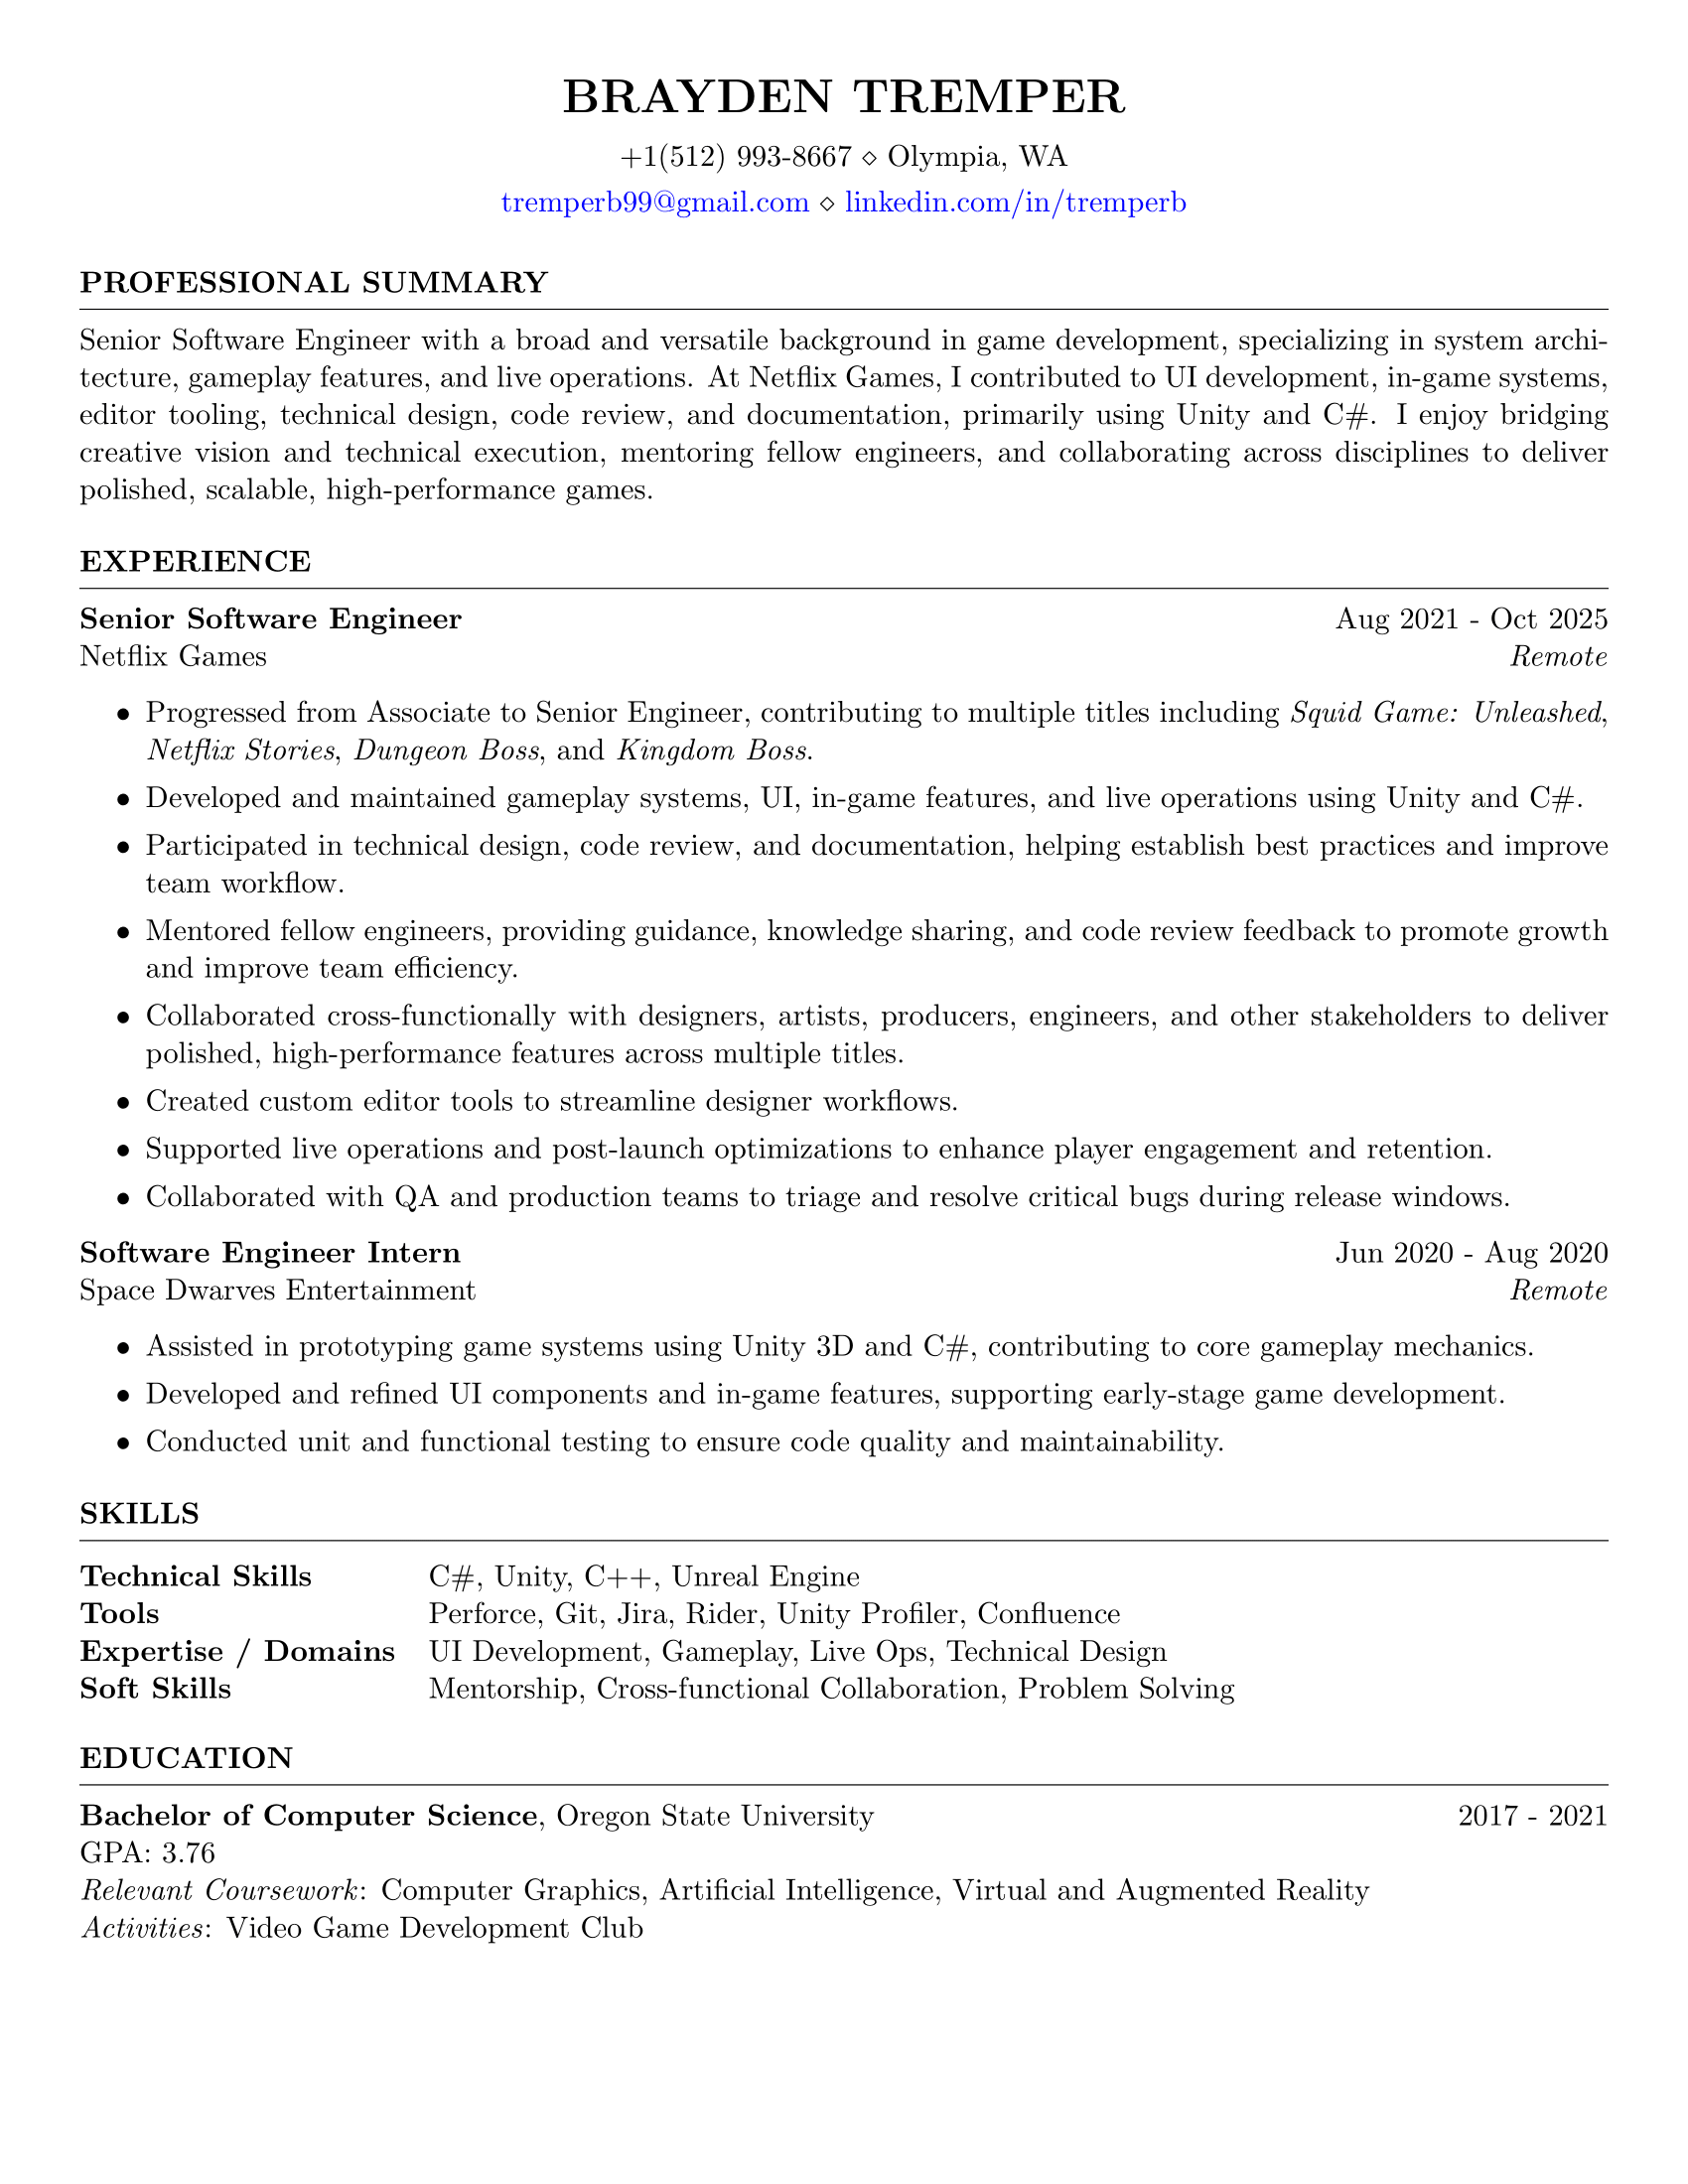 BRAYDEN TREMPER
+1(512) 993-8667 ⋄ Olympia, WA
tremperb99@gmail.com ⋄ linkedin.com/in/tremperb
PROFESSIONAL SUMMARY
Senior Software Engineer with a broad and versatile background in game development, specializing in system archi-
tecture, gameplay features, and live operations. At Netflix Games, I contributed to UI development, in-game systems,
editor tooling, technical design, code review, and documentation, primarily using Unity and C#. I enjoy bridging
creative vision and technical execution, mentoring fellow engineers, and collaborating across disciplines to deliver
polished, scalable, high-performance games.
EXPERIENCE
Senior Software Engineer Aug 2021 - Oct 2025
Netflix Games Remote
• Progressed from Associate to Senior Engineer, contributing to multiple titles including Squid Game: Unleashed,
Netflix Stories, Dungeon Boss, and Kingdom Boss.
• Developed and maintained gameplay systems, UI, in-game features, and live operations using Unity and C#.
• Participated in technical design, code review, and documentation, helping establish best practices and improve
team workflow.
• Mentored fellow engineers, providing guidance, knowledge sharing, and code review feedback to promote growth
and improve team efficiency.
• Collaborated cross-functionally with designers, artists, producers, engineers, and other stakeholders to deliver
polished, high-performance features across multiple titles.
• Created custom editor tools to streamline designer workflows.
• Supported live operations and post-launch optimizations to enhance player engagement and retention.
• Collaborated with QA and production teams to triage and resolve critical bugs during release windows.
Software Engineer Intern Jun 2020 - Aug 2020
Space Dwarves Entertainment Remote
• Assisted in prototyping game systems using Unity 3D and C#, contributing to core gameplay mechanics.
• Developed and refined UI components and in-game features, supporting early-stage game development.
• Conducted unit and functional testing to ensure code quality and maintainability.
SKILLS
Technical Skills C#, Unity, C++, Unreal Engine
Tools Perforce, Git, Jira, Rider, Unity Profiler, Confluence
Expertise / Domains UI Development, Gameplay, Live Ops, Technical Design
Soft Skills Mentorship, Cross-functional Collaboration, Problem Solving
EDUCATION
Bachelor of Computer Science, Oregon State University 2017 - 2021
GPA: 3.76
Relevant Coursework: Computer Graphics, Artificial Intelligence, Virtual and Augmented Reality
Activities: Video Game Development Club